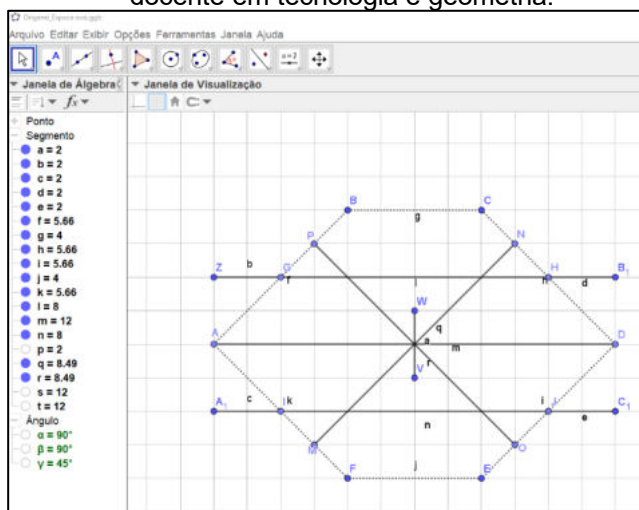 docente em tecnologia e geometria.
Arquivo Editar Exibir Opções Ferramentas Janela Ajuda
A
a=2
Janela de Álgebra
Janela de Visualização
fx
Ponto
Segmento
a = 2
b = 2
c = 2
d = 2
e = 2
f = 5.66
g = 4
h = 5.66
i = 5.66
j = 4
k = 5.66
l = 8
m = 12
n = 8
p = 2
q = 8.49
r = 8.49
s = 12
t = 12
Ângulo
α = 90°
β = 90°
γ = 45°
B
C
g
P
N
Z
b
G
f
l
h
H
d
B₁
W
q
a
A
m
D
r
V
A₁
c
I
k
i
J
e
C₁
n
M
O
j
F
E